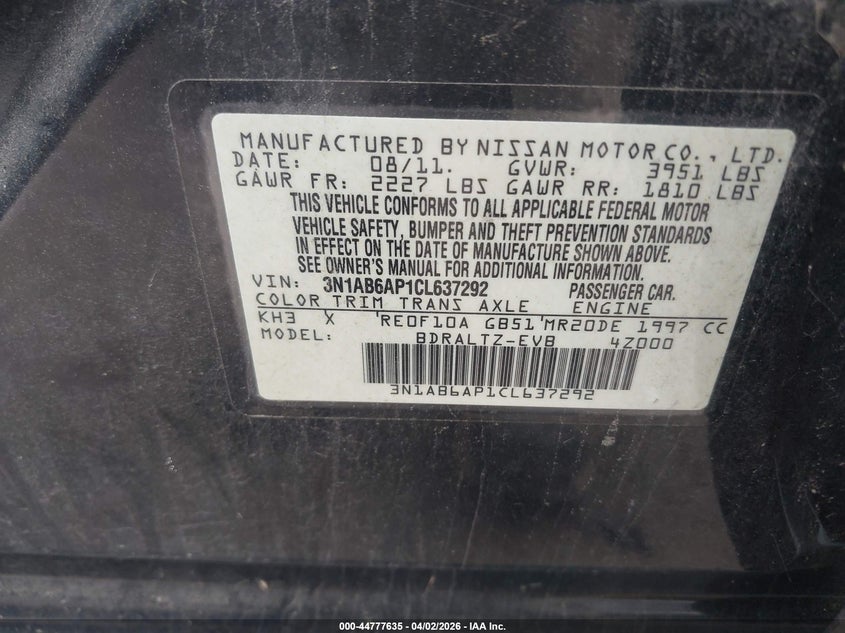 MANUFACTURED BY NISSAN MOTOR CO., LTD.
DATE: 08/11. GVWR: 3951 LBS
GAWR FR: 2227 LBS GAWR RR: 1810 LBS
THIS VEHICLE CONFORMS TO ALL APPLICABLE FEDERAL MOTOR
VEHICLE SAFETY, BUMPER AND THEFT PREVENTION STANDARDS
IN EFFECT ON THE DATE OF MANUFACTURE SHOWN ABOVE.
SEE OWNER'S MANUAL FOR ADDITIONAL INFORMATION.
VIN: 3N1AB6AP1CL637292 PASSENGER CAR.
COLOR TRIM TRANS AXLE ENGINE
KH3 X 'RE0F10A GB51'MR20DE 1997 CC
MODEL: BDRALTZ-EVB 4Z000
3N1AB6AP1CL637292
000-44777635 | 04/02/2026 | IAA Inc.